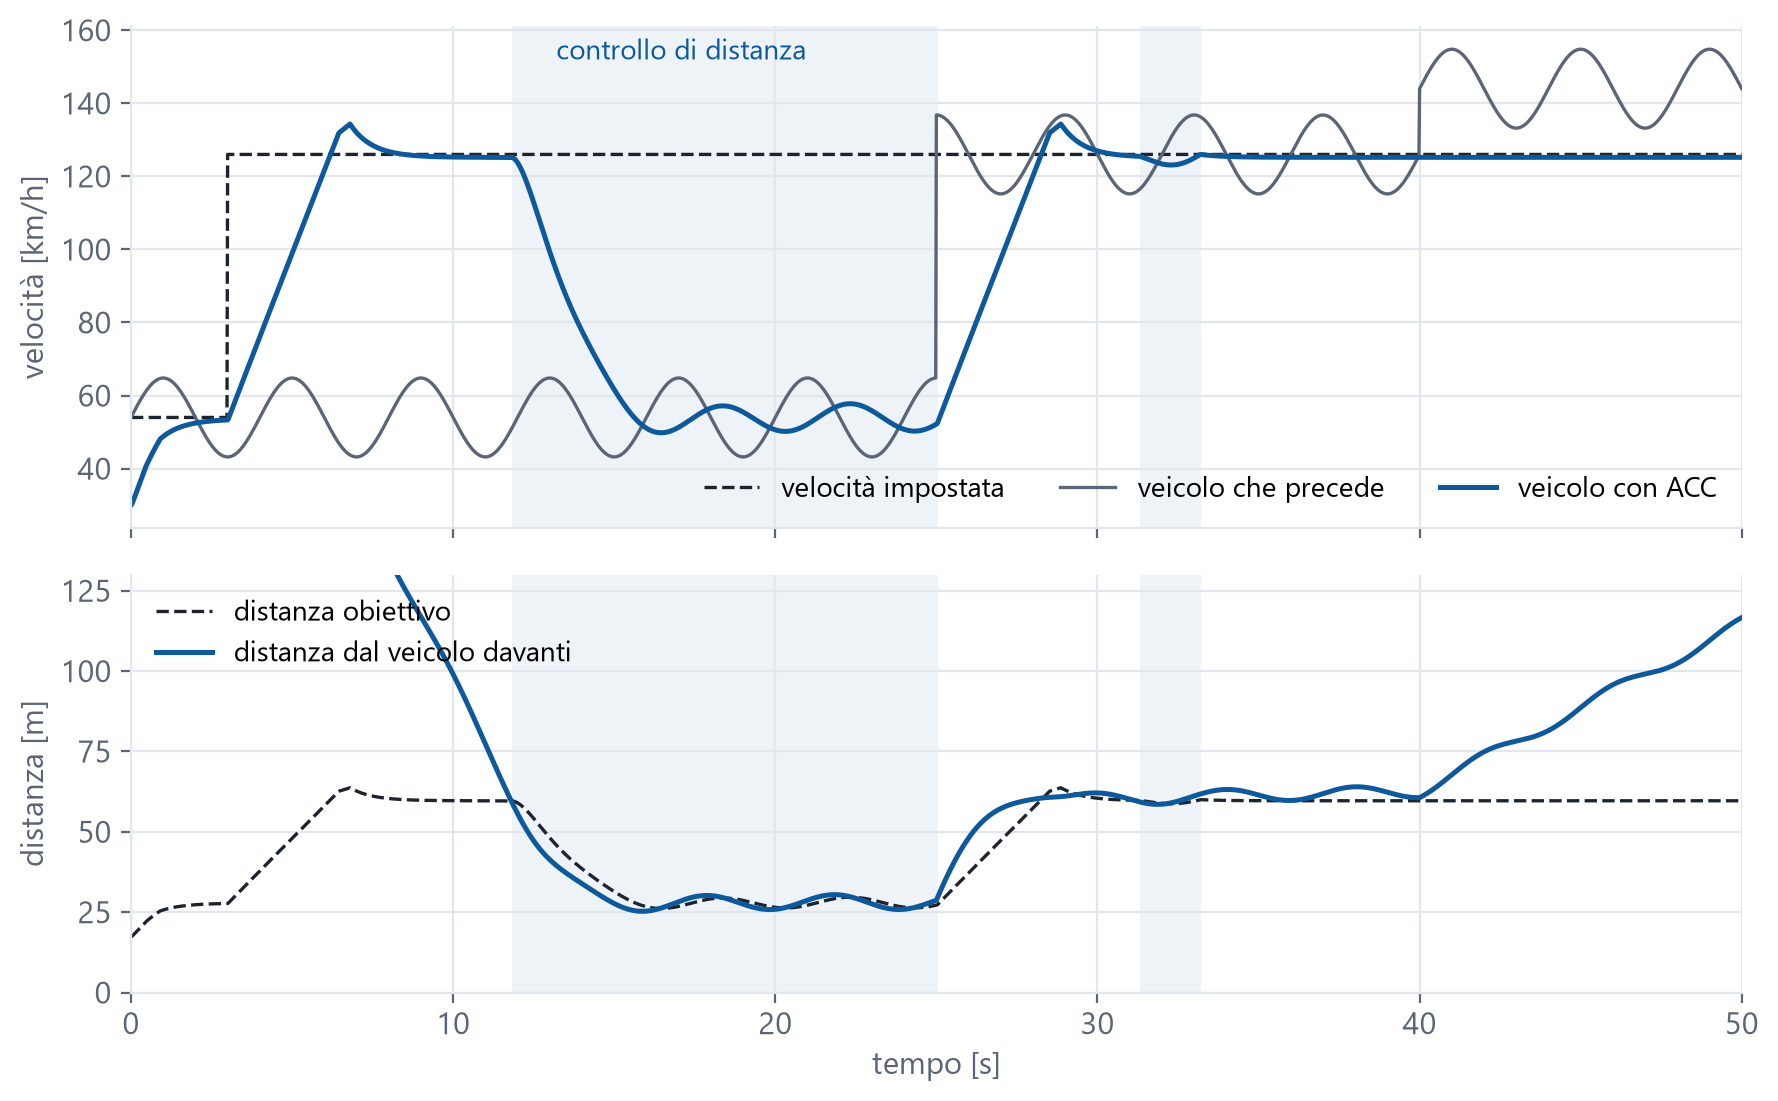 160
140
120
100
80
60
40
velocità [km/h]
controllo di distanza
velocità impostata
veicolo che precede
veicolo con ACC
125
100
75
50
25
0
distanza [m]
distanza obiettivo
distanza dal veicolo davanti
0
10
20
30
40
50
tempo [s]